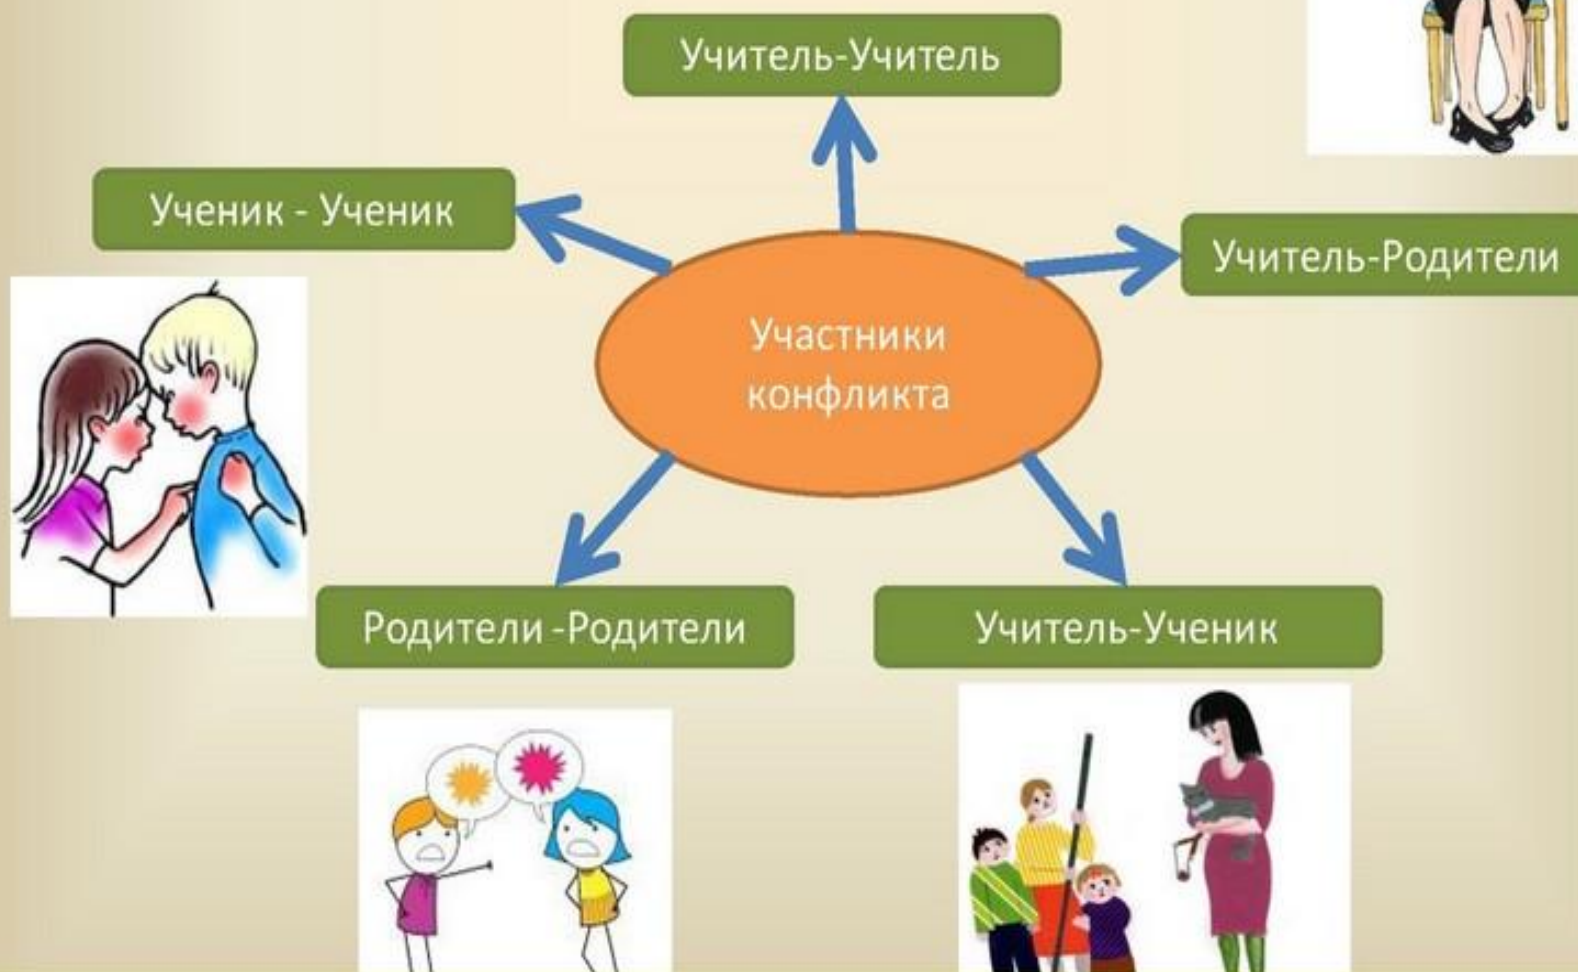 Учитель-Учитель
Ученик - Ученик
Учитель-Родители
Участники
конфликта
Родители -Родители
Учитель-Ученик